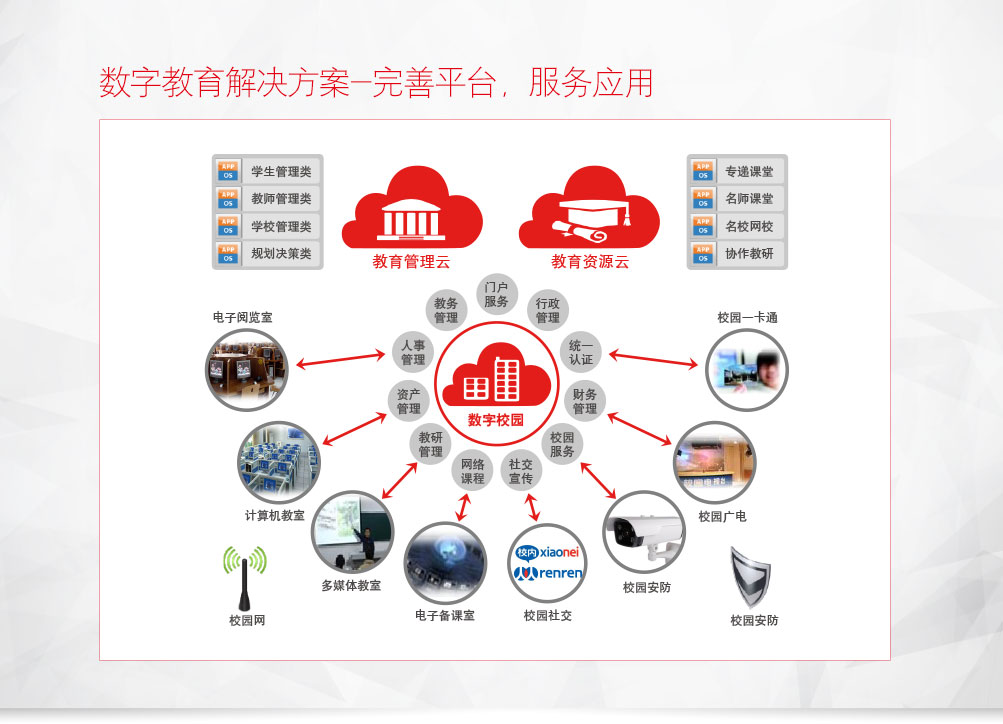 数字教育解决方案—完善平台，服务应用
APP
OS
学生管理类
APP
OS
教师管理类
APP
OS
学校管理类
APP
OS
规划决策类
教育管理云
教育资源云
APP
OS
专递课堂
APP
OS
名师课堂
APP
OS
名校网校
APP
OS
协作教研
门户
服务
教务
管理
行政
管理
人事
管理
统一
认证
资产
管理
财务
管理
教研
管理
校园
服务
网络
课程
社交
宣传
数字校园
电子阅览室
校园一卡通
计算机教室
校园广电
多媒体教室
校园安防
电子备课室
校内 xiaonei
renren
校园社交
校园网
校园安防